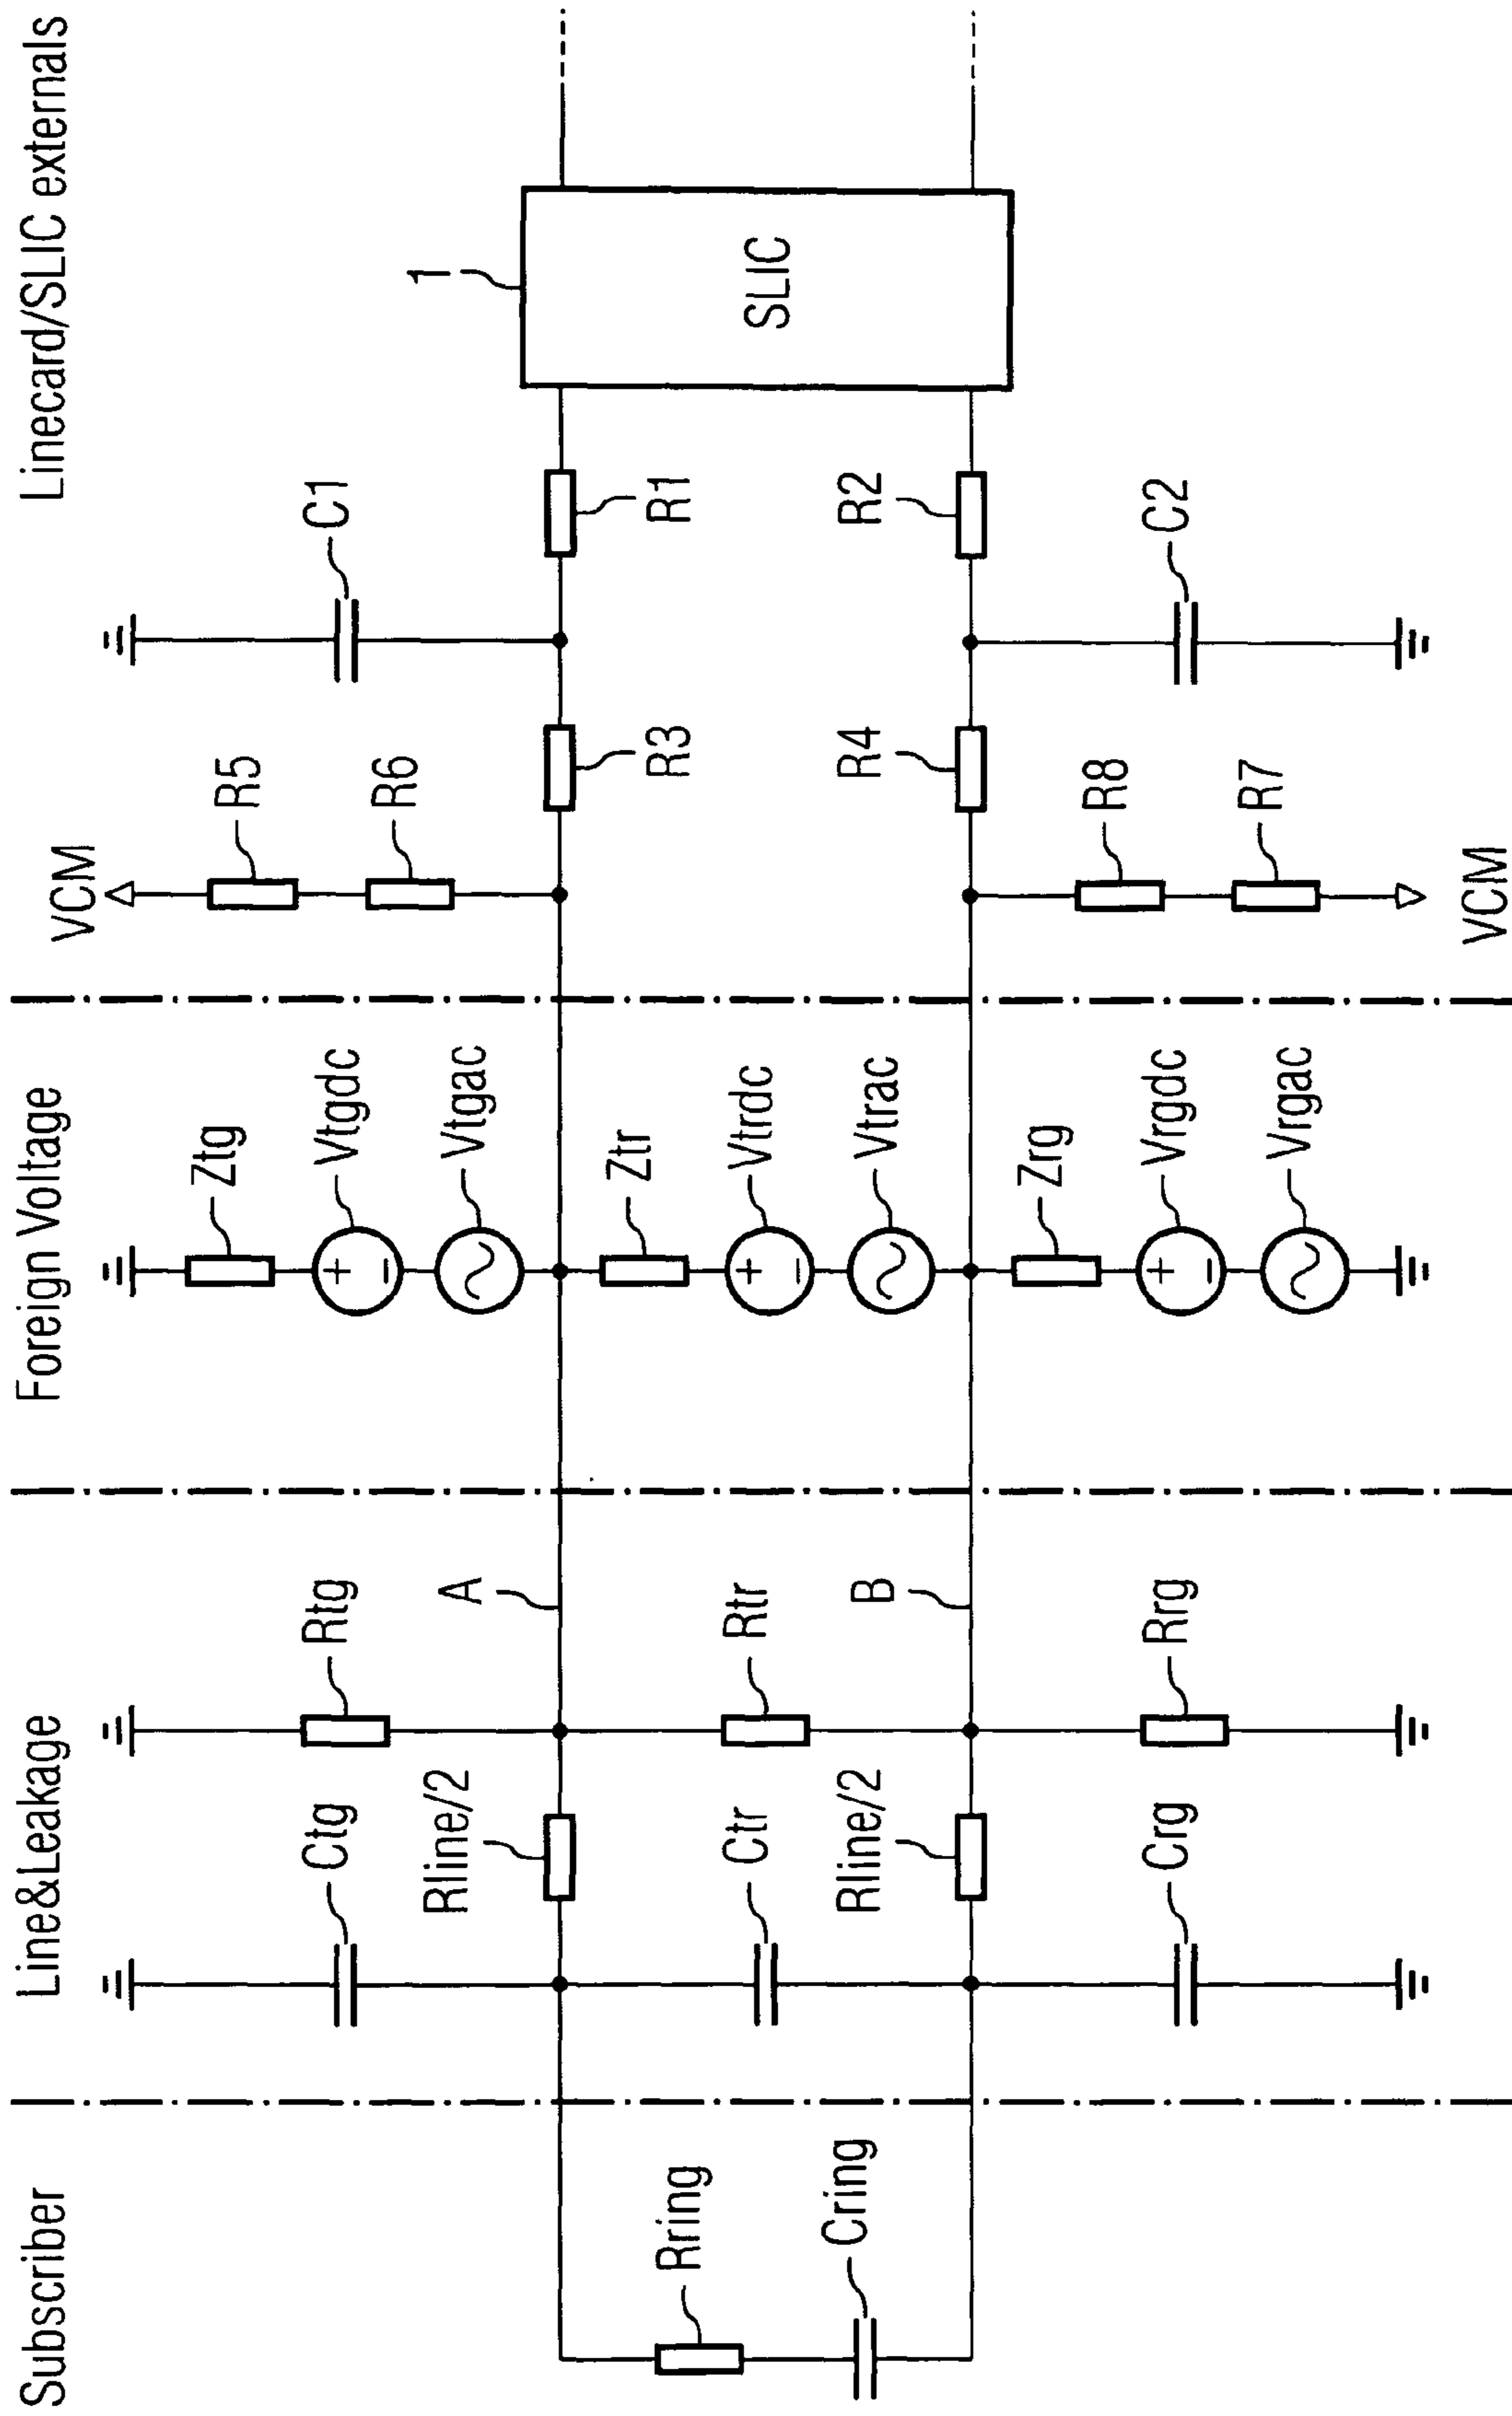 Subscriber
Line&Leakage
Foreign Voltage
Linecard/SLIC externals
Rring
Cring
Ctg
Rtg
Rline/2
A
Ctr
Rtr
Rline/2
B
Crg
Rrg
Ztg
Vtgdc
Vtgac
Ztr
Vtrdc
Vtrac
Zrg
Vrgdc
Vrgac
+
−
+
−
+
−
VCM
R5
R6
C1
1
R3
R1
SLIC
R4
R2
R8
R7
C2
VCM